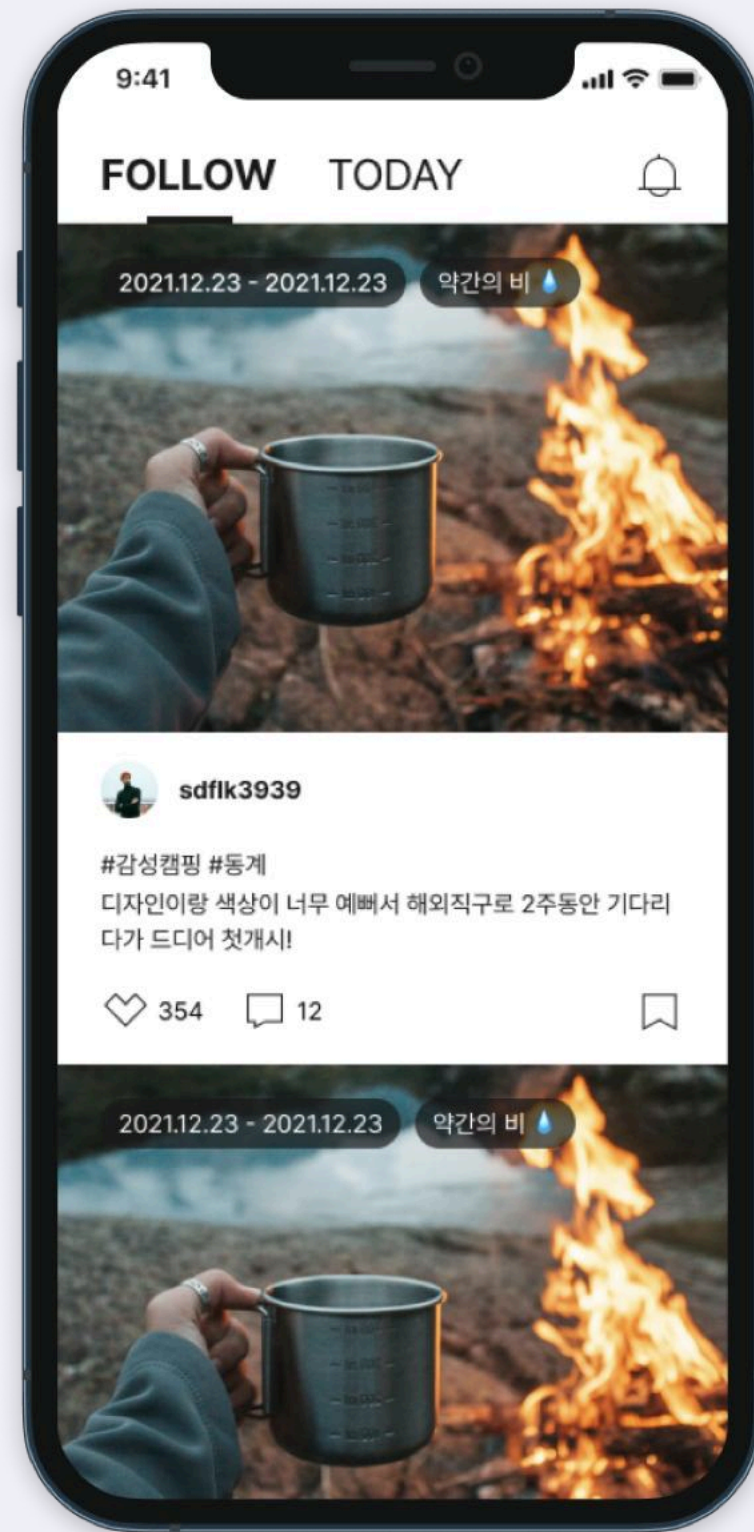 9:41
FOLLOW TODAY
2021.12.23 - 2021.12.23 약간의 비
sdflk3939
#감성캠핑 #동계
디자인이랑 색상이 너무 예뻐서 해외직구로 2주동안 기다리
다가 드디어 첫개시!
354 12
2021.12.23 - 2021.12.23 약간의 비